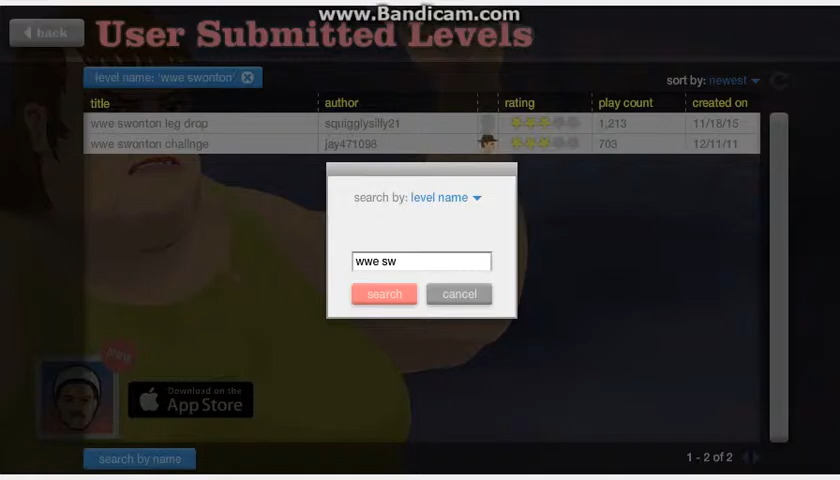 www.Bandicam.com
back
User Submitted Levels
level name: 'wwe swonton'
sort by: newest
title author rating play count created on
wwe swonton leg drop squigglysilly21 1,213 11/18/15
wwe swonton challnge jay471098 703 12/11/11
search by: level name
wwe sw
search cancel
new
Download on the
App Store
search by name
1 - 2 of 2